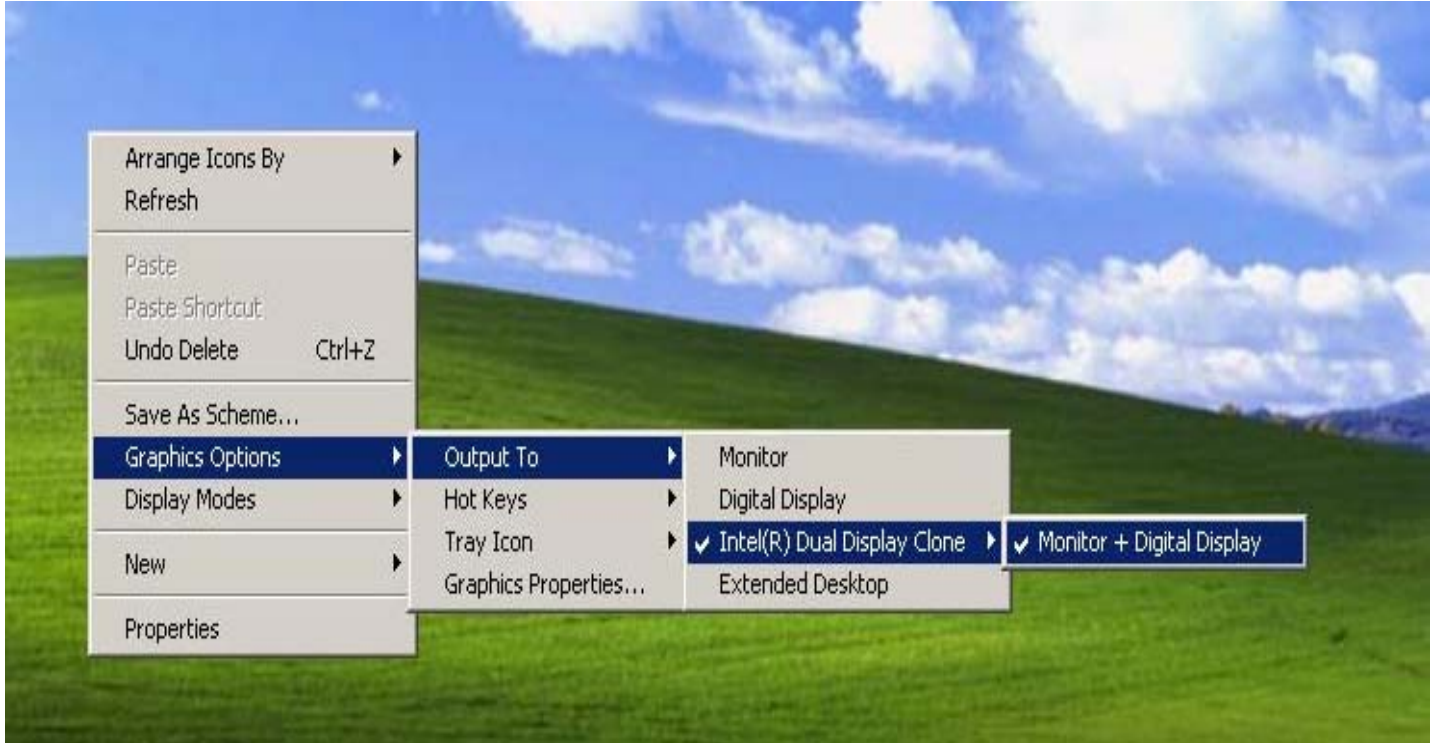 Arrange Icons By
Refresh
Paste
Paste Shortcut
Undo Delete Ctrl+Z
Save As Scheme...
Graphics Options
Display Modes
New
Properties
Output To
Hot Keys
Tray Icon
Graphics Properties...
Monitor
Digital Display
Intel(R) Dual Display Clone
Extended Desktop
Monitor + Digital Display